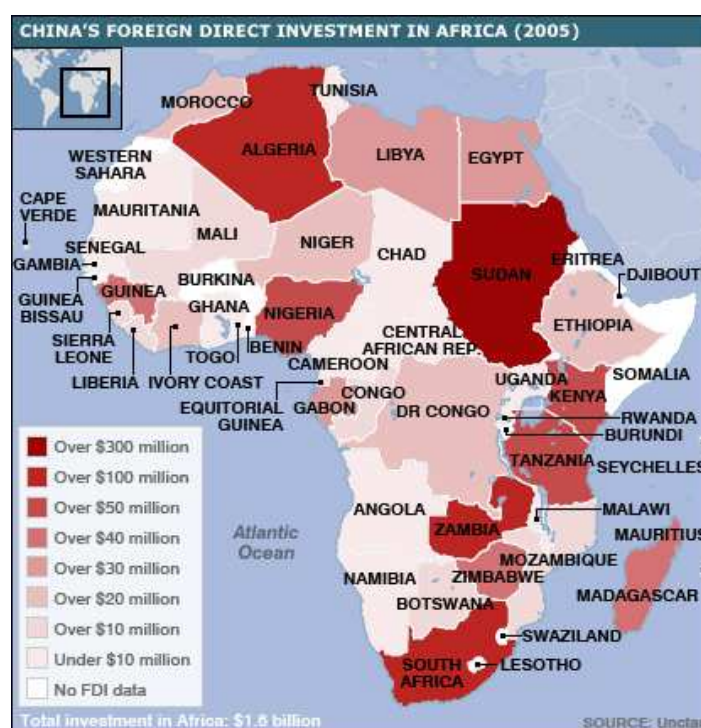 CHINA'S FOREIGN DIRECT INVESTMENT IN AFRICA (2005)
TUNISIA
MOROCCO
ALGERIA
LIBYA
EGYPT
WESTERN
SAHARA
CAPE
VERDE
MAURITANIA
MALI
NIGER
CHAD
SUDAN
ERITREA
DJIBOUT
SENEGAL
GAMBIA
GUINEA
BISSAU
GUINEA
BURKINA
GHANA
NIGERIA
ETHIOPIA
SIERRA
LEONE
LIBERIA
IVORY COAST
TOGO
BENIN
CENTRAL
AFRICAN REP.
CAMEROON
EQUITORIAL
GUINEA
GABON
CONGO
DR CONGO
UGANDA
KENYA
SOMALIA
RWANDA
BURUNDI
TANZANIA
SEYCHELLES
ANGOLA
ZAMBIA
MALAWI
MOZAMBIQUE
MAURITIUS
NAMIBIA
ZIMBABWE
MADAGASCAR
BOTSWANA
SWAZILAND
SOUTH
AFRICA
LESOTHO
Atlantic
Ocean
Over $300 million
Over $100 million
Over $50 million
Over $40 million
Over $30 million
Over $20 million
Over $10 million
Under $10 million
No FDI data
Total investment in Africa: $1.6 billion
SOURCE: Unctad